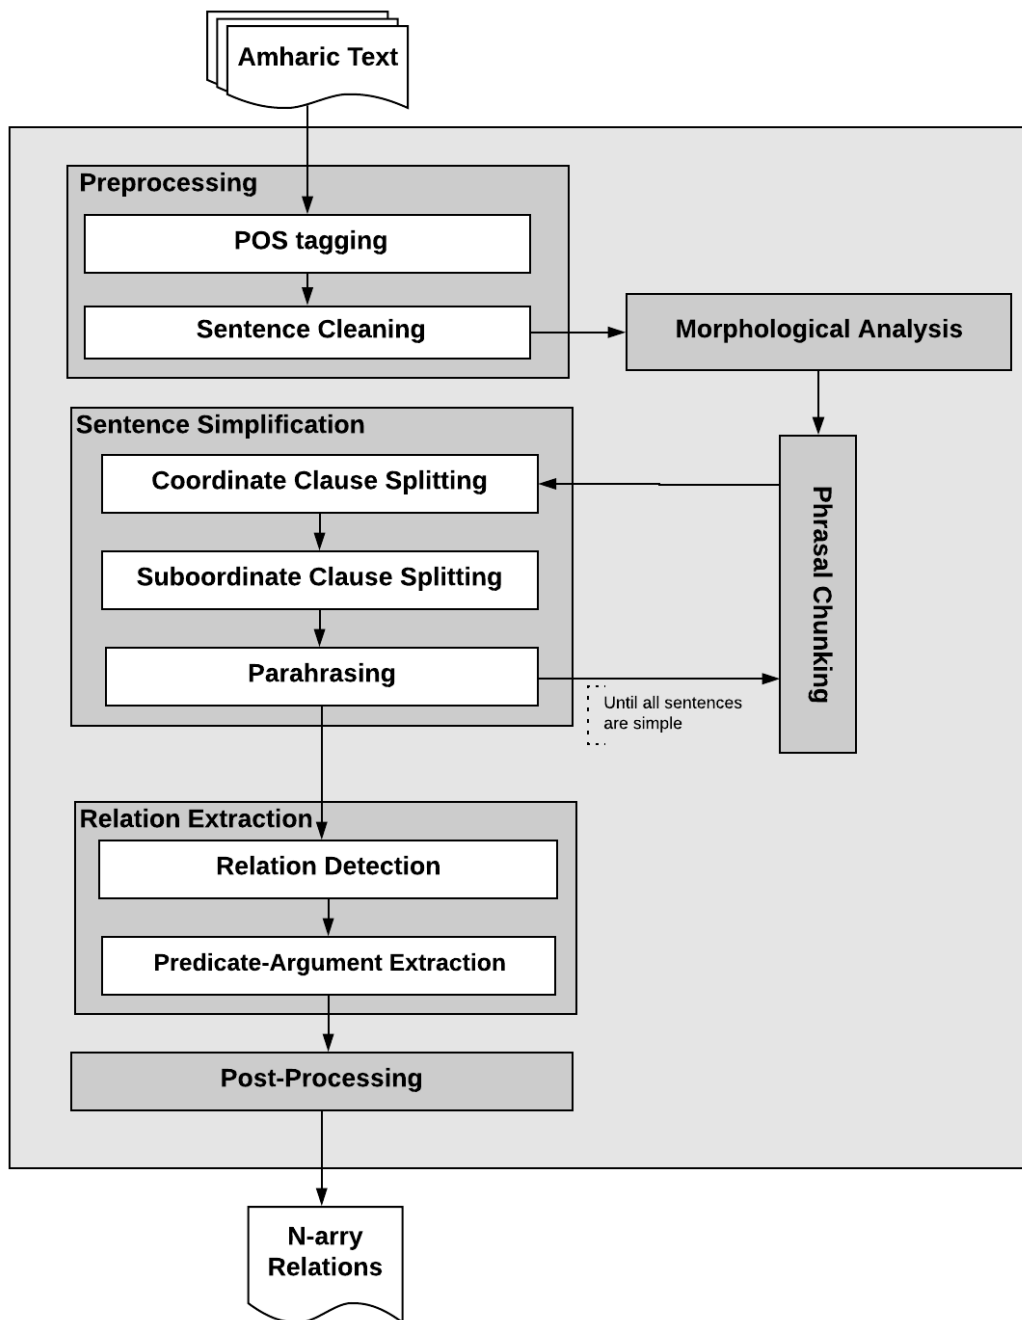 Amharic Text
Preprocessing
POS tagging
Sentence Cleaning
Morphological Analysis
Sentence Simplification
Coordinate Clause Splitting
Suboordinate Clause Splitting
Parahrasing
Phrasal Chunking
Until all sentences
are simple
Relation Extraction
Relation Detection
Predicate-Argument Extraction
Post-Processing
N-arry
Relations